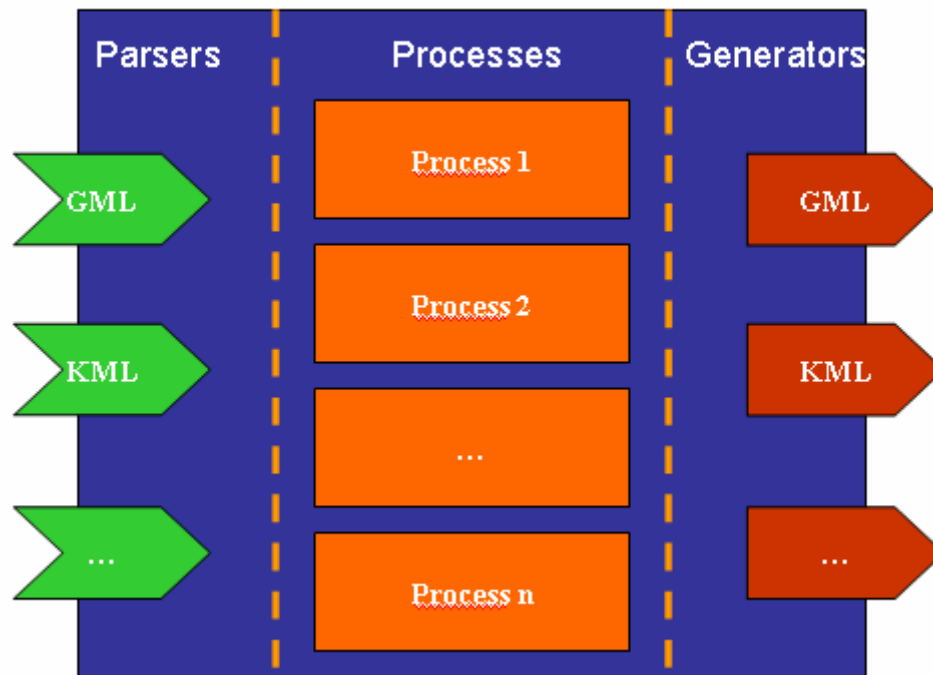 Parsers
Processes
Generators
GML
KML
...
Process 1
Process 2
...
Process n
GML
KML
...